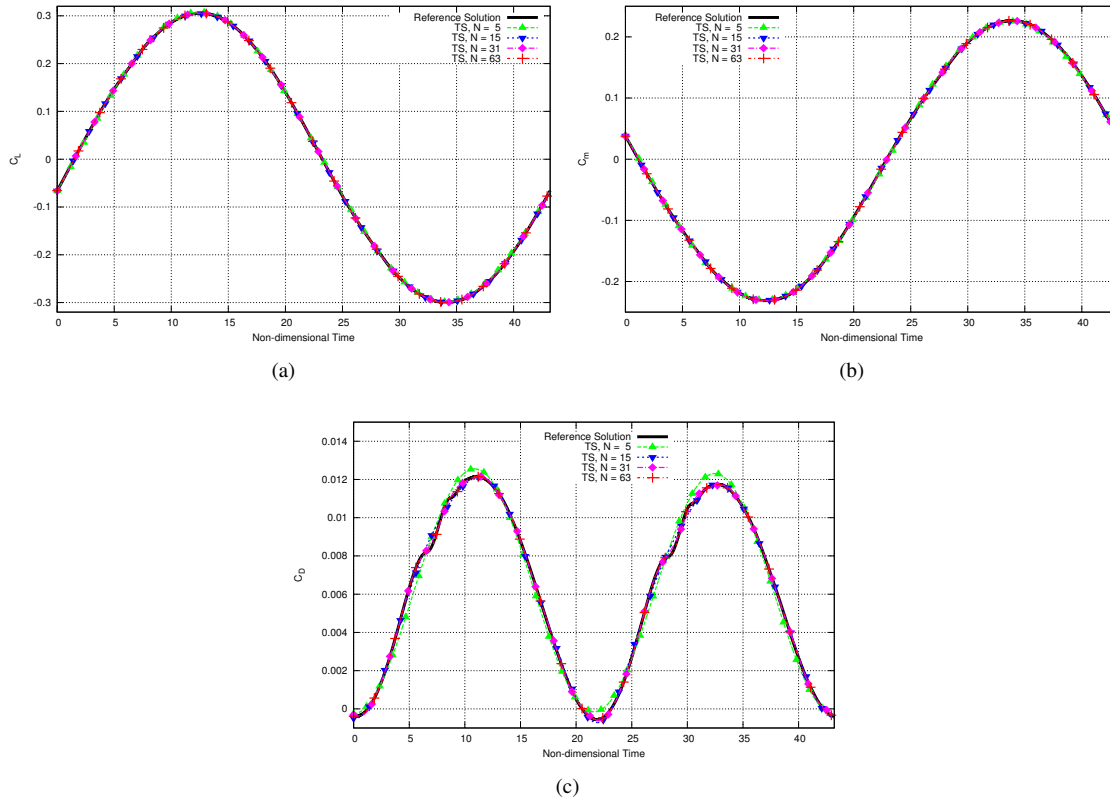 Reference Solution
TS, N = 5
TS, N = 15
TS, N = 31
TS, N = 63
0.3
0.2
0.1
0
-0.1
-0.2
-0.3
C_L
0 5 10 15 20 25 30 35 40
Non-dimensional Time
(a)
Reference Solution
TS, N = 5
TS, N = 15
TS, N = 31
TS, N = 63
0.2
0.1
0
-0.1
-0.2
C_m
0 5 10 15 20 25 30 35 40
Non-dimensional Time
(b)
Reference Solution
TS, N = 5
TS, N = 15
TS, N = 31
TS, N = 63
0.014
0.012
0.01
0.008
0.006
0.004
0.002
0
C_D
0 5 10 15 20 25 30 35 40
Non-dimensional Time
(c)